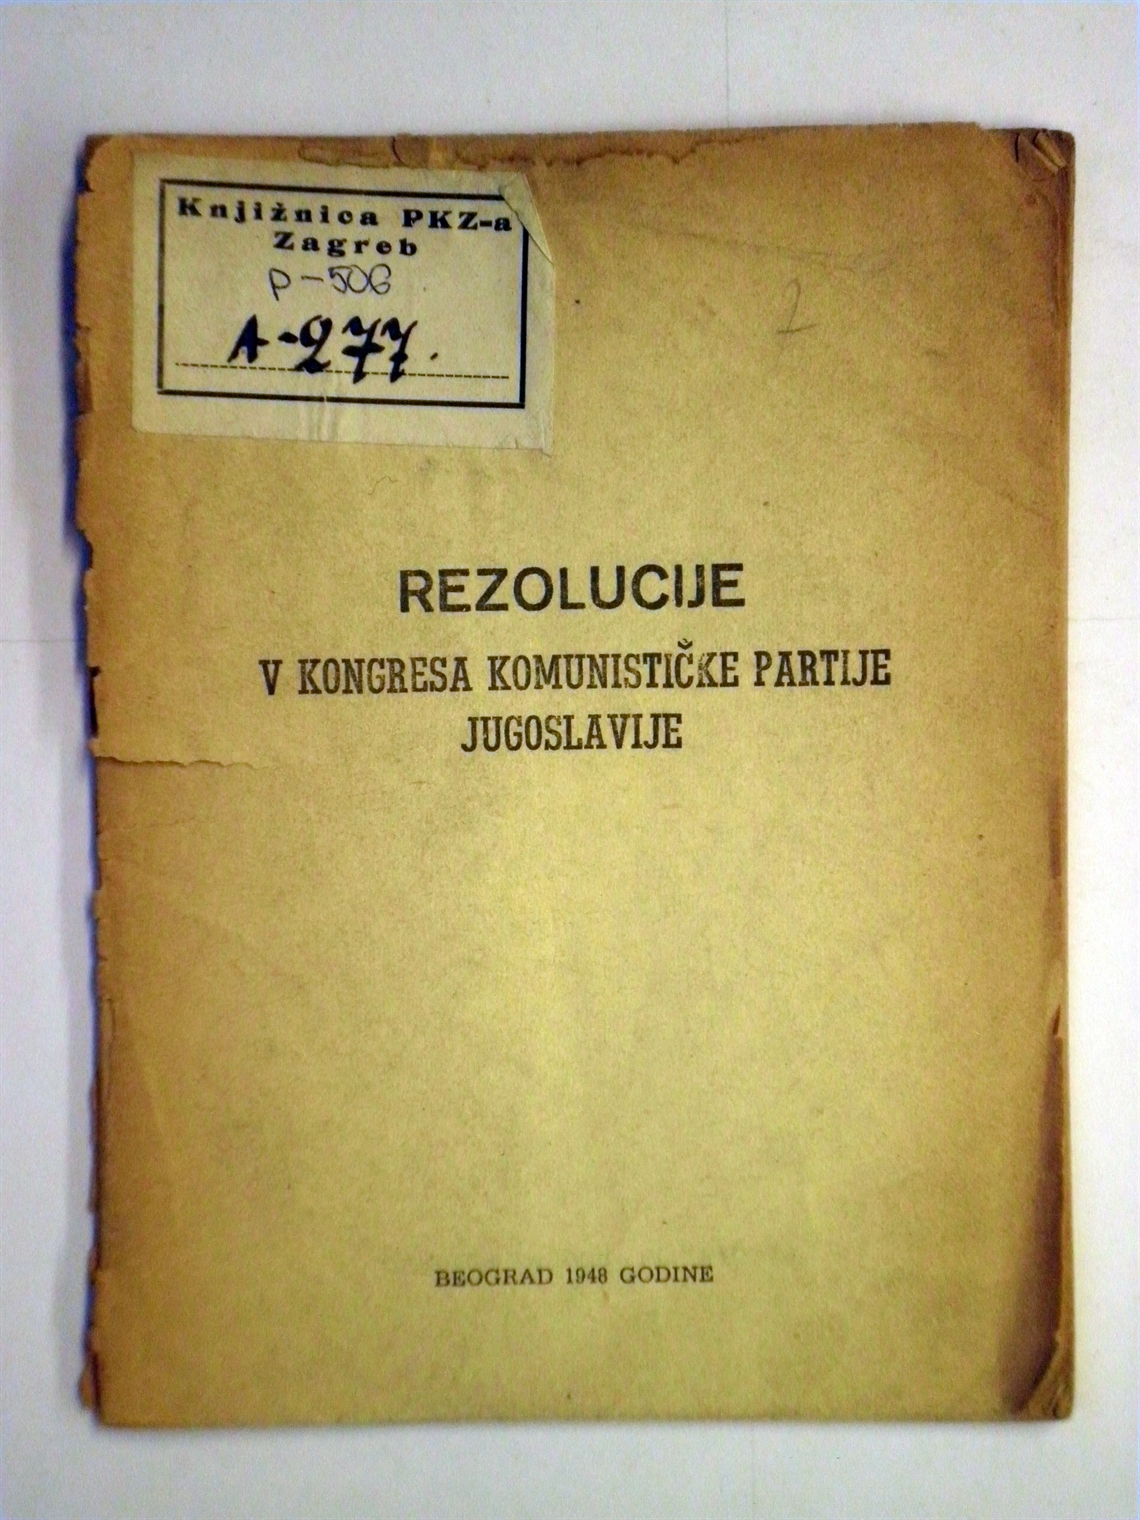 Knjižnica PKZ-a
Zagreb
P-506
A-277.
2
REZOLUCIJE
V KONGRESA KOMUNISTIČKE PARTIJE
JUGOSLAVIJE
BEOGRAD 1948 GODINE